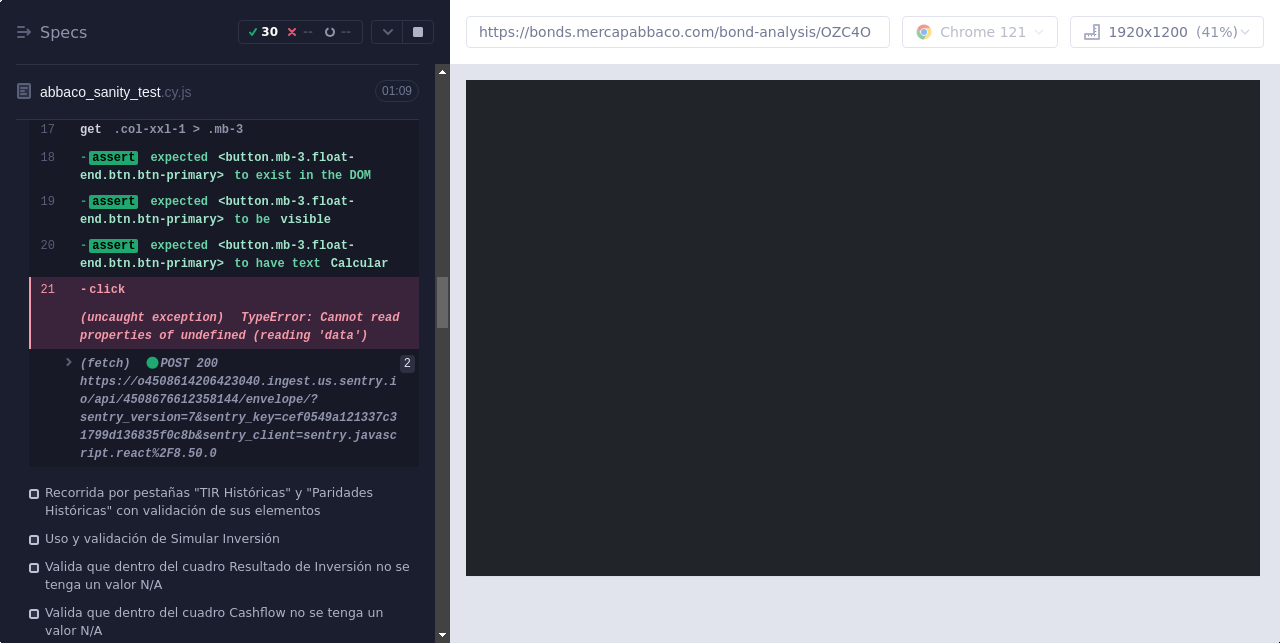 Specs
30 -- --
https://bonds.mercapabbaco.com/bond-analysis/OZC4O
Chrome 121
1920x1200 (41%)
abbaco_sanity_test.cy.js
01:09
17 get .col-xxl-1 > .mb-3
18 -assert expected <button.mb-3.float-
end.btn.btn-primary> to exist in the DOM
19 -assert expected <button.mb-3.float-
end.btn.btn-primary> to be visible
20 -assert expected <button.mb-3.float-
end.btn.btn-primary> to have text Calcular
21 -click
(uncaught exception) TypeError: Cannot read
properties of undefined (reading 'data')
(fetch) POST 200 2
https://o4508614206423040.ingest.us.sentry.i
o/api/4508676612358144/envelope/?
sentry_version=7&sentry_key=cef0549a121337c3
1799d136835f0c8b&sentry_client=sentry.javasc
ript.react%2F8.50.0
Recorrida por pestañas "TIR Históricas" y "Paridades
Históricas" con validación de sus elementos
Uso y validación de Simular Inversión
Valida que dentro del cuadro Resultado de Inversión no se
tenga un valor N/A
Valida que dentro del cuadro Cashflow no se tenga un
valor N/A